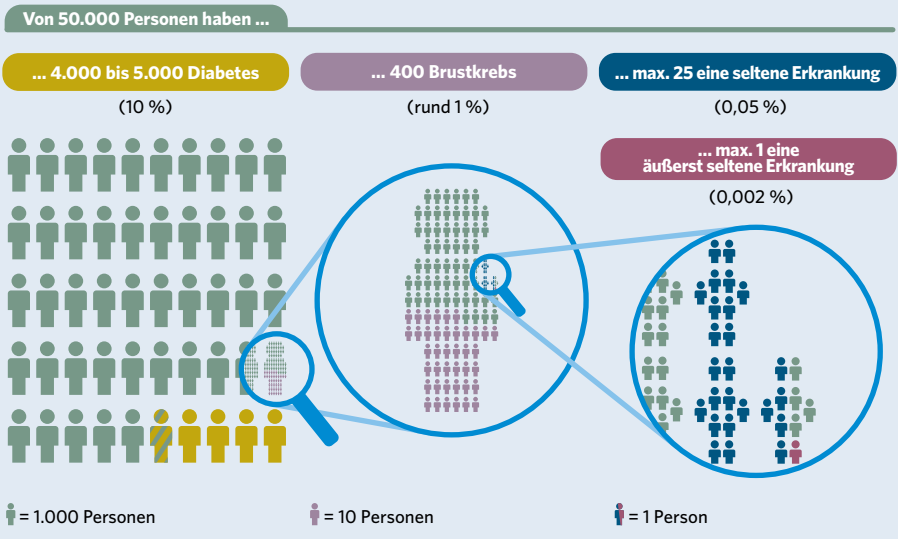 Von 50.000 Personen haben ...
... 4.000 bis 5.000 Diabetes
(10 %)
... 400 Brustkrebs
(rund 1 %)
... max. 25 eine seltene Erkrankung
(0,05 %)
... max. 1 eine
äußerst seltene Erkrankung
(0,002 %)
= 1.000 Personen
= 10 Personen
= 1 Person